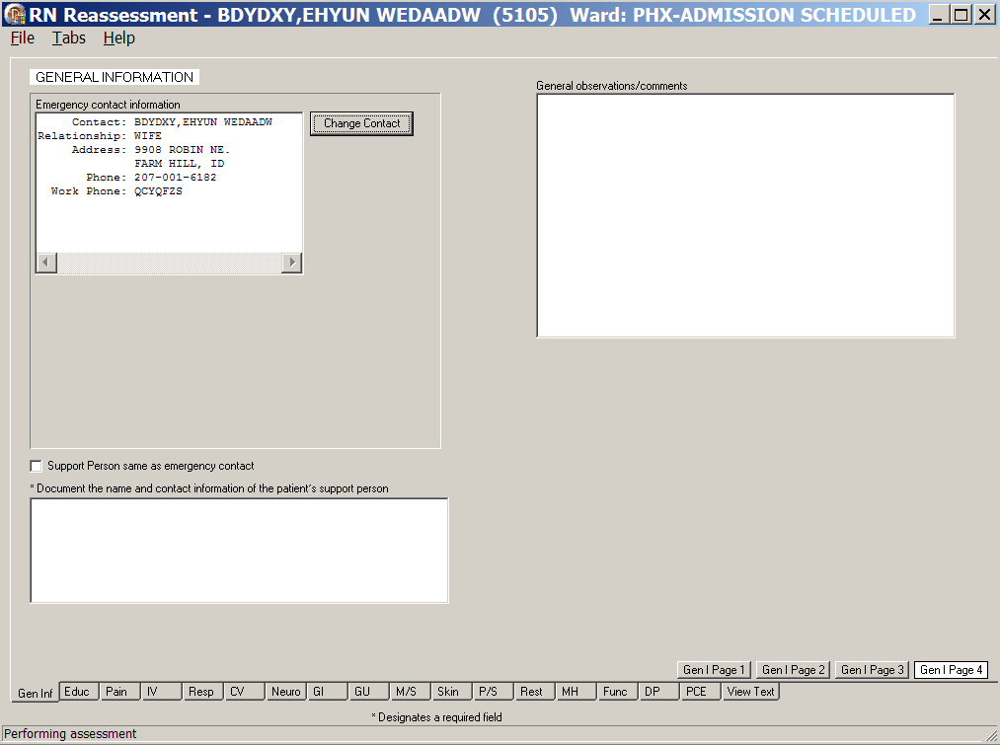 RN Reassessment - BDYDXY,EHYUN WEDAADW (5105) Ward: PHX-ADMISSION SCHEDULED
File Tabs Help
GENERAL INFORMATION
Emergency contact information
Contact: BDYDXY,EHYUN WEDAADW
Relationship: WIFE
Address: 9908 ROBIN NE.
FARM HILL, ID
Phone: 207-001-6182
Work Phone: QCYQFZS
Change Contact
General observations/comments
Support Person same as emergency contact
* Document the name and contact information of the patient's support person
Gen I Page 1 Gen I Page 2 Gen I Page 3 Gen I Page 4
Gen Inf Educ Pain IV Resp CV Neuro GI GU M/S Skin P/S Rest MH Func DP PCE View Text
* Designates a required field
Performing assessment